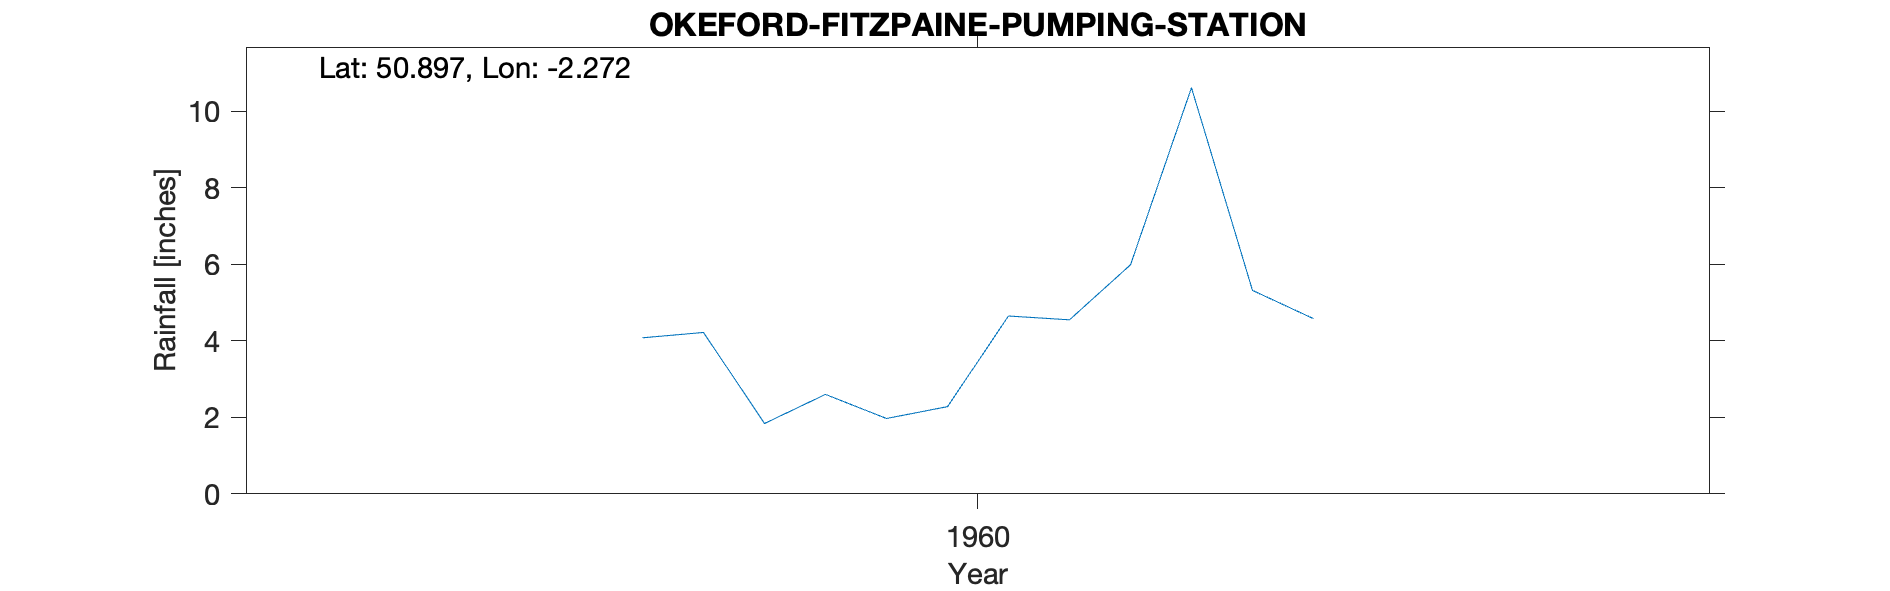 OKEFORD-FITZPAINE-PUMPING-STATION
Lat: 50.897, Lon: -2.272
10
8
6
4
2
0
Rainfall [inches]
1960
Year